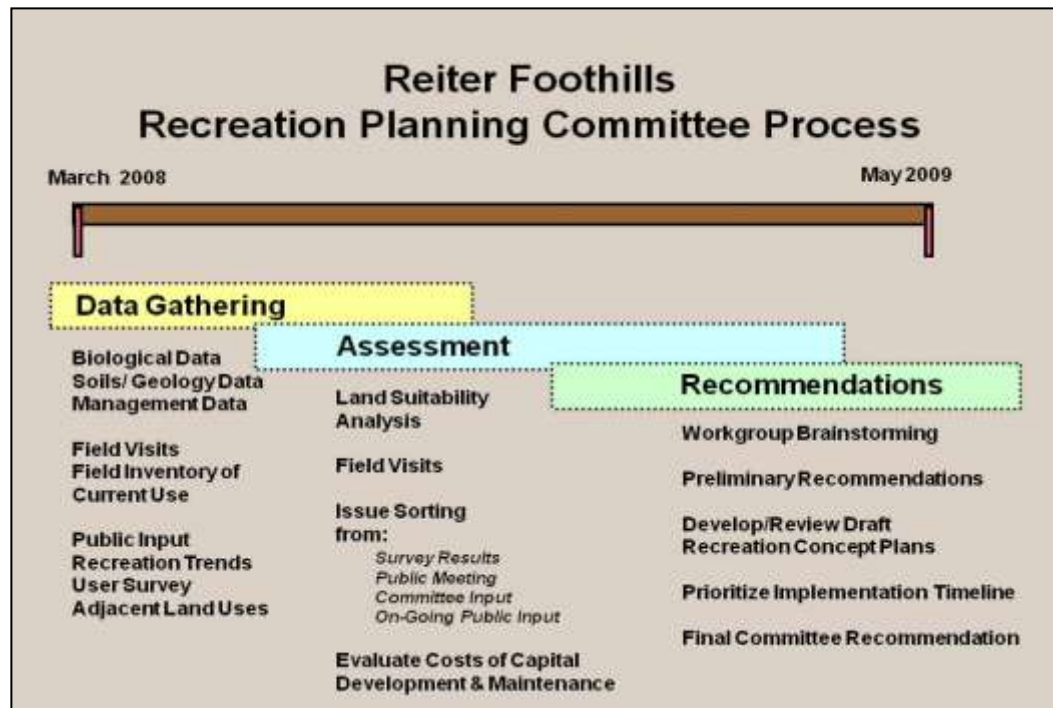 Reiter Foothills
Recreation Planning Committee Process
March 2008
May 2009
Data Gathering
Biological Data
Soils/ Geology Data
Management Data
Field Visits
Field Inventory of
Current Use
Public Input
Recreation Trends
User Survey
Adjacent Land Uses
Assessment
Land Suitability
Analysis
Field Visits
Issue Sorting
from:
Survey Results
Public Meeting
Committee Input
On-Going Public Input
Evaluate Costs of Capital
Development & Maintenance
Recommendations
Workgroup Brainstorming
Preliminary Recommendations
Develop/Review Draft
Recreation Concept Plans
Prioritize Implementation Timeline
Final Committee Recommendation